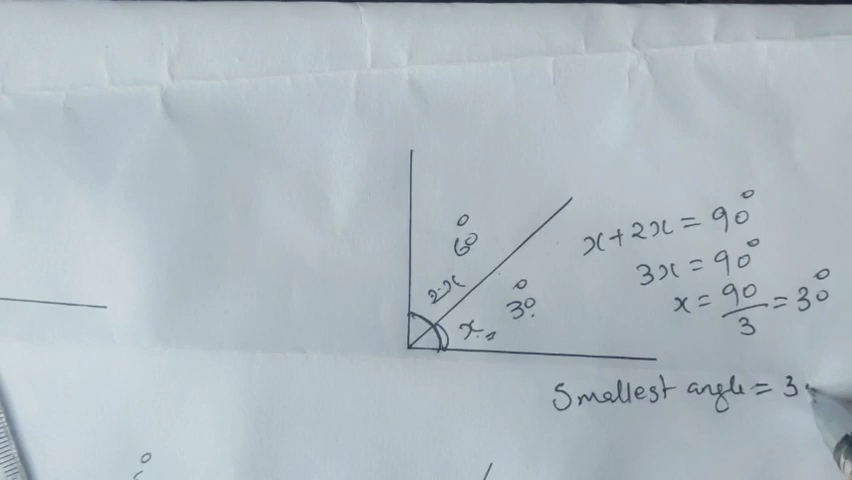 60°
2x
30°
x =
x+2x = 90°
3x = 90°
x = 90/3 = 30°
Smallest angle = 3